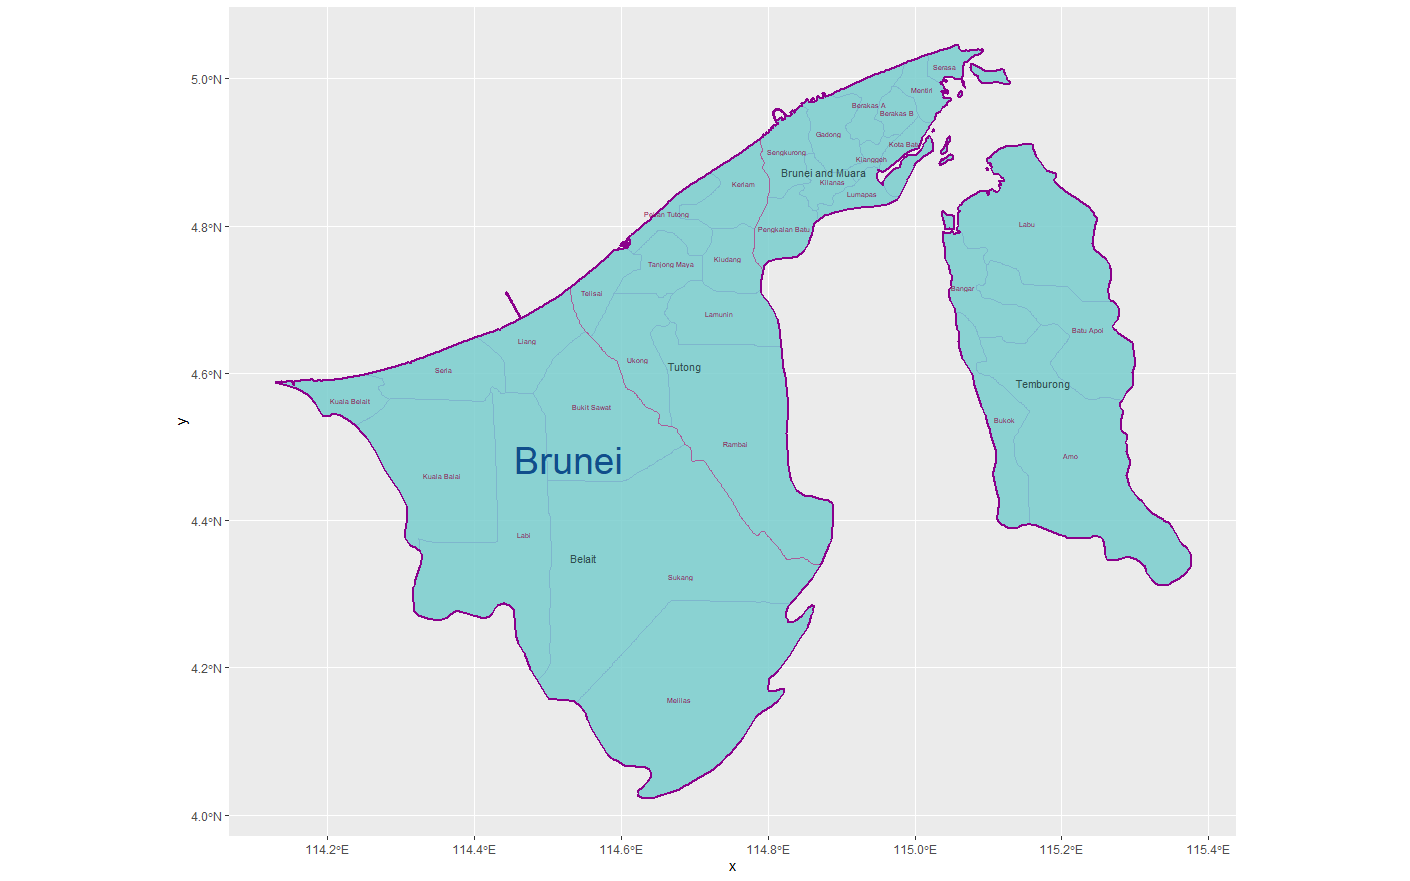 5.0°N
4.8°N
4.6°N
4.4°N
4.2°N
4.0°N
y
Serasa
Mentiri
Berakas A
Berakas B
Gadong
Kota Batu
Sengkurong
Kianggeh
Brunei and Muara
Kilanas
Lumapas
Keriam
Pekan Tutong
Pengkalan Batu
Kiudang
Tanjong Maya
Telisai
Lamunin
Liang
Ukong
Tutong
Seria
Kuala Belait
Bukit Sawat
Rambai
Brunei
Kuala Balai
Labi
Belait
Sukang
Melilas
Labu
Bangar
Batu Apoi
Temburong
Bukok
Amo
114.2°E
114.4°E
114.6°E
114.8°E
115.0°E
115.2°E
115.4°E
x